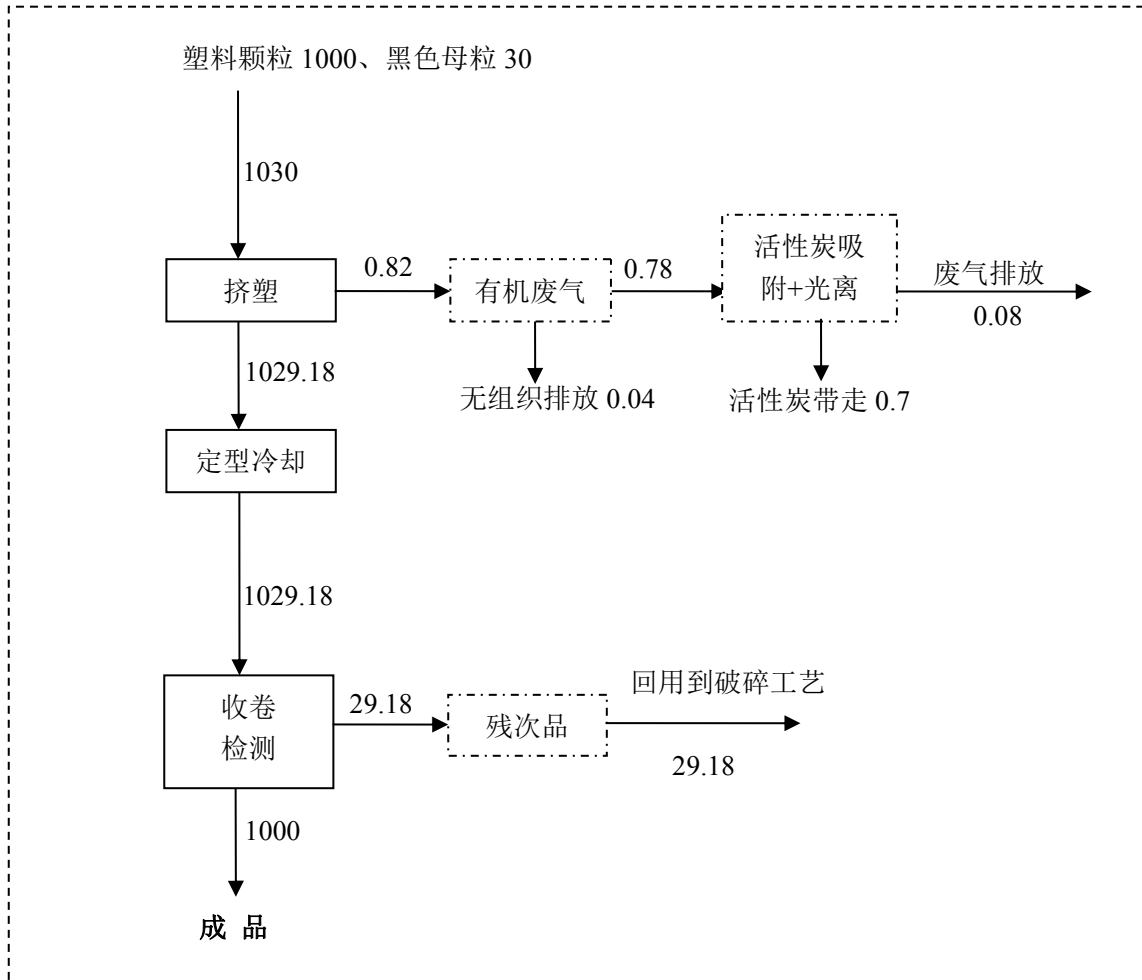 塑料颗粒 1000、黑色母粒 30
1030
挤塑
0.82
有机废气
0.78
活性炭吸
附+光离
废气排放
0.08
1029.18
无组织排放 0.04
活性炭带走 0.7
定型冷却
1029.18
收卷
检测
29.18
残次品
回用到破碎工艺
29.18
1000
成 品